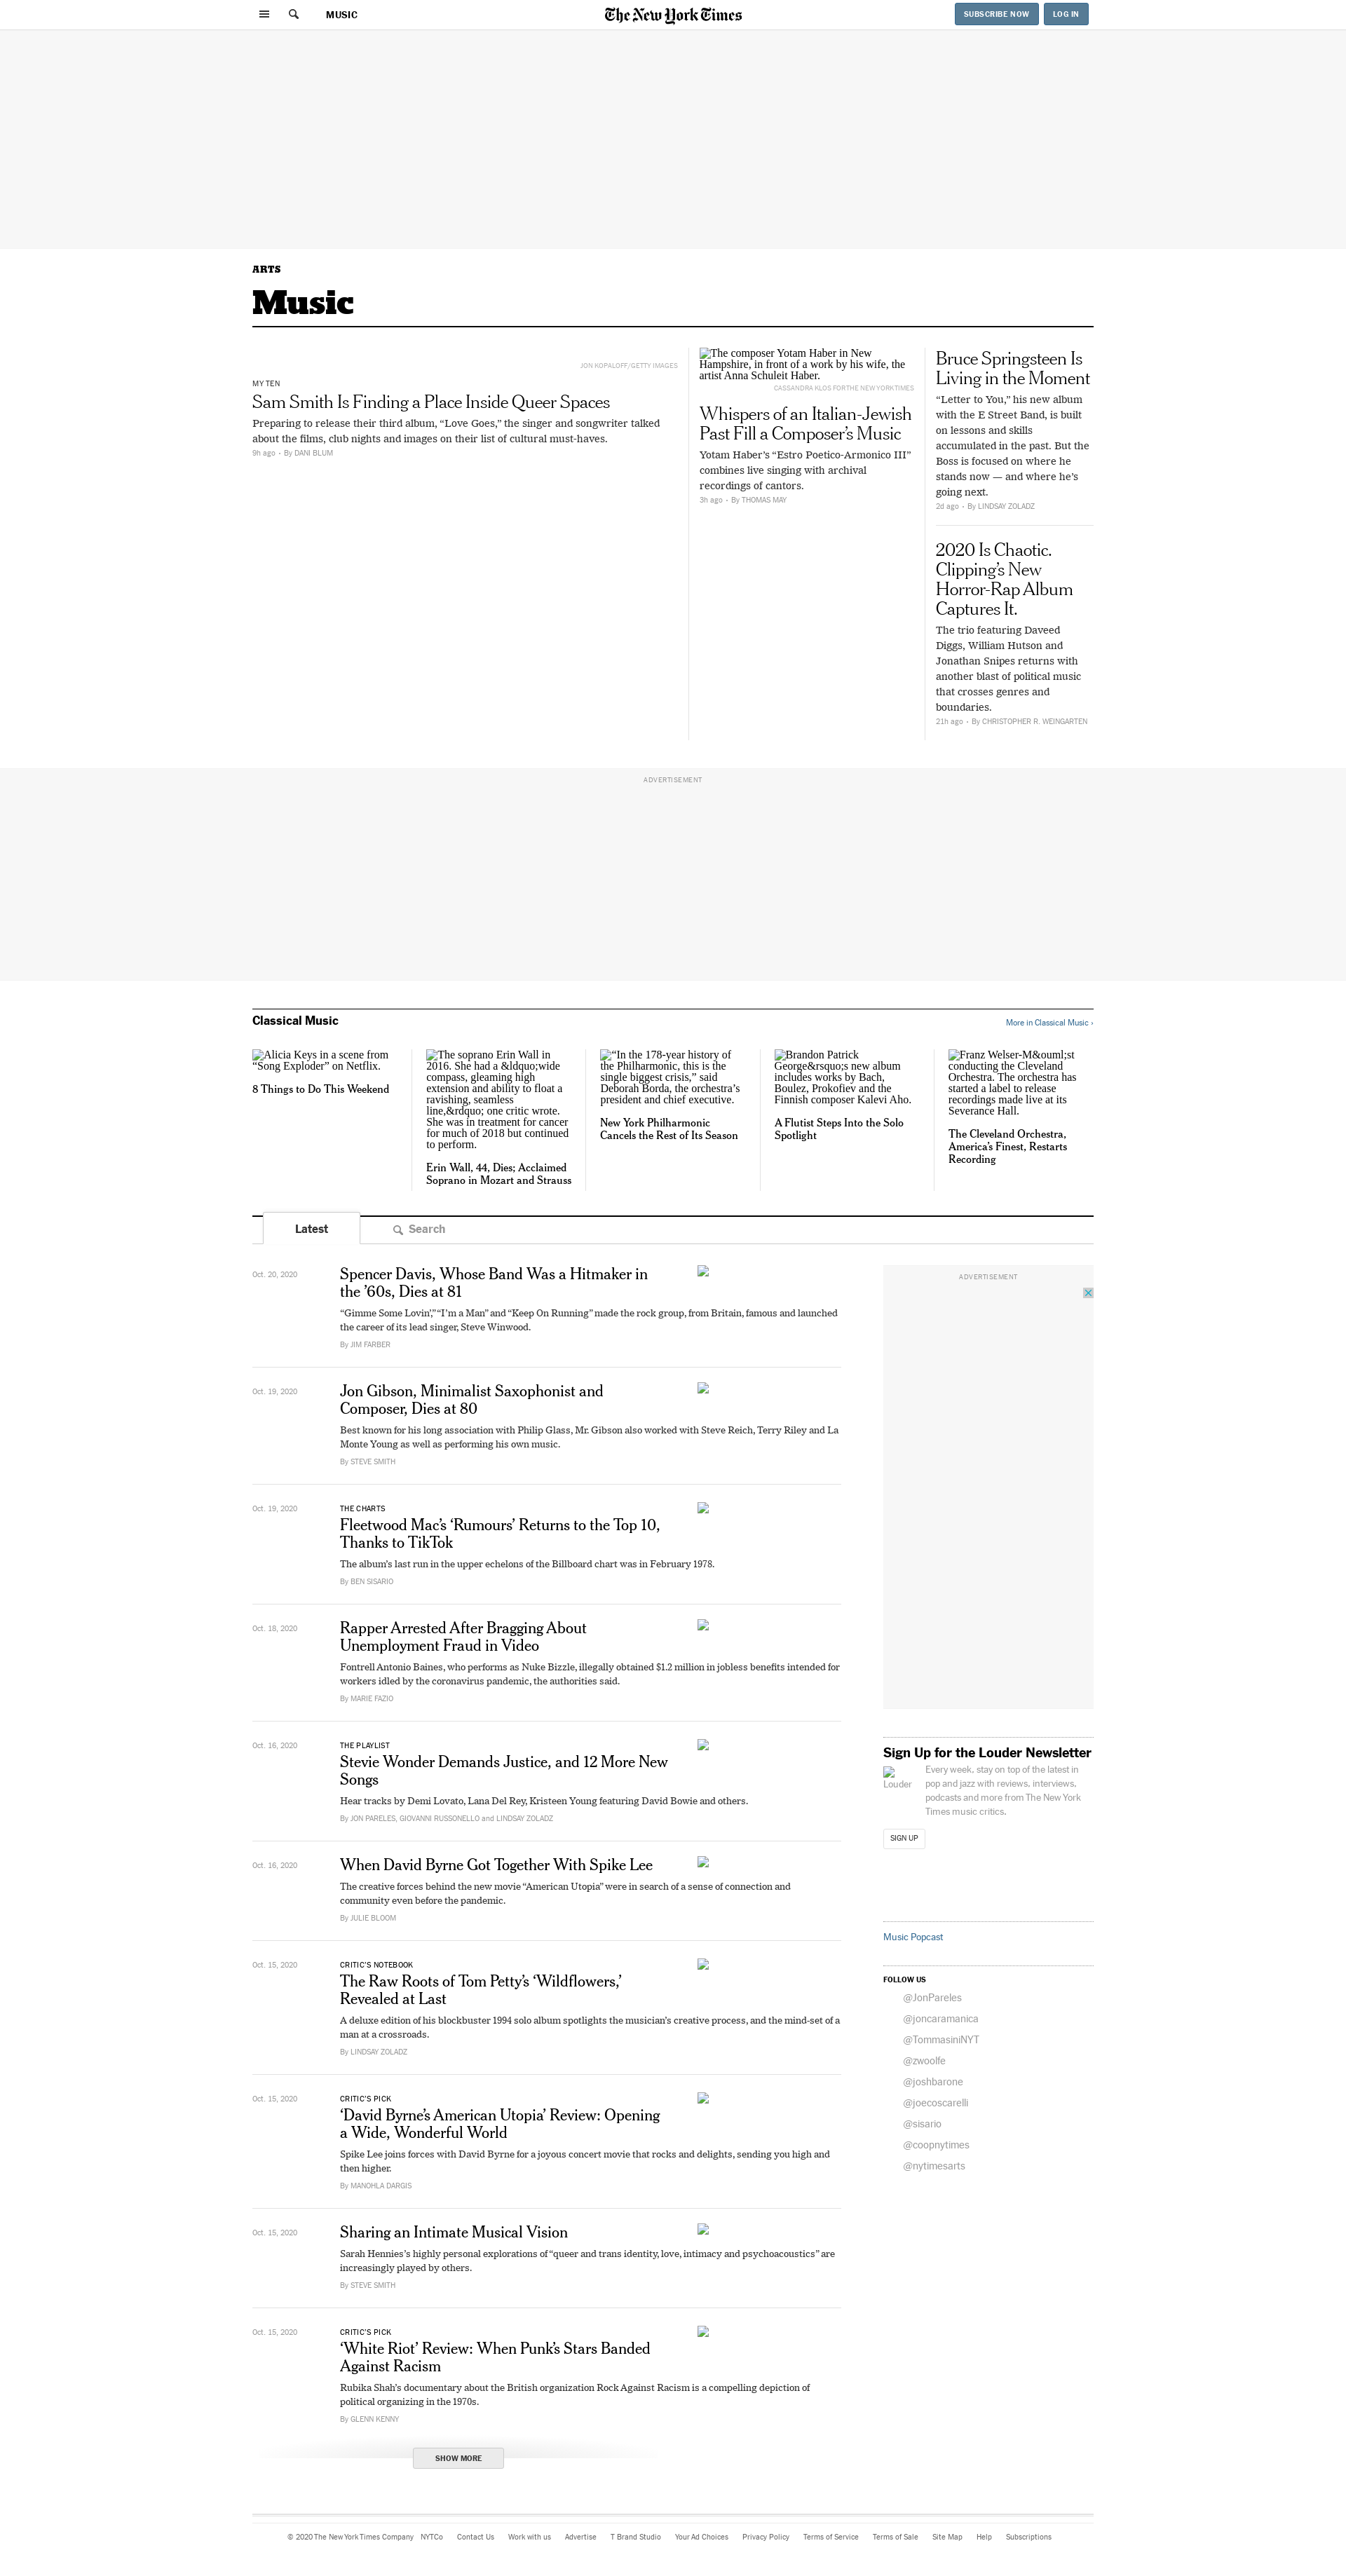 MUSIC
The New York Times
SUBSCRIBE NOW
LOG IN
ARTS
Music
JON KOPALOFF/GETTY IMAGES
MY TEN
Sam Smith Is Finding a Place Inside Queer Spaces
Preparing to release their third album, “Love Goes,” the singer and songwriter talked
about the films, club nights and images on their list of cultural must-haves.
9h ago • By DANI BLUM
The composer Yotam Haber in New
Hampshire, in front of a work by his wife, the
artist Anna Schuleit Haber.
CASSANDRA KLOS FOR THE NEW YORK TIMES
Whispers of an Italian-Jewish
Past Fill a Composer’s Music
Yotam Haber’s “Estro Poetico-Armonico III”
combines live singing with archival
recordings of cantors.
3h ago • By THOMAS MAY
Bruce Springsteen Is
Living in the Moment
“Letter to You,” his new album
with the E Street Band, is built
on lessons and skills
accumulated in the past. But the
Boss is focused on where he
stands now — and where he’s
going next.
2d ago • By LINDSAY ZOLADZ
2020 Is Chaotic.
Clipping’s New
Horror-Rap Album
Captures It.
The trio featuring Daveed
Diggs, William Hutson and
Jonathan Snipes returns with
another blast of political music
that crosses genres and
boundaries.
21h ago • By CHRISTOPHER R. WEINGARTEN
ADVERTISEMENT
Classical Music
More in Classical Music ›
Alicia Keys in a scene from
“Song Exploder” on Netflix.
8 Things to Do This Weekend
The soprano Erin Wall in
2016. She had a &ldquo;wide
compass, gleaming high
extension and ability to float a
ravishing, seamless
line,&rdquo; one critic wrote.
She was in treatment for cancer
for much of 2018 but continued
to perform.
Erin Wall, 44, Dies; Acclaimed
Soprano in Mozart and Strauss
“In the 178-year history of
the Philharmonic, this is the
single biggest crisis,” said
Deborah Borda, the orchestra’s
president and chief executive.
New York Philharmonic
Cancels the Rest of Its Season
Brandon Patrick
George&rsquo;s new album
includes works by Bach,
Boulez, Prokofiev and the
Finnish composer Kalevi Aho.
A Flutist Steps Into the Solo
Spotlight
Franz Welser-M&ouml;st
conducting the Cleveland
Orchestra. The orchestra has
started a label to release
recordings made live at its
Severance Hall.
The Cleveland Orchestra,
America’s Finest, Restarts
Recording
Latest
Search
Oct. 20, 2020
Spencer Davis, Whose Band Was a Hitmaker in
the ’60s, Dies at 81
“Gimme Some Lovin’,” “I’m a Man” and “Keep On Running” made the rock group, from Britain, famous and launched
the career of its lead singer, Steve Winwood.
By JIM FARBER
Oct. 19, 2020
Jon Gibson, Minimalist Saxophonist and
Composer, Dies at 80
Best known for his long association with Philip Glass, Mr. Gibson also worked with Steve Reich, Terry Riley and La
Monte Young as well as performing his own music.
By STEVE SMITH
Oct. 19, 2020
THE CHARTS
Fleetwood Mac’s ‘Rumours’ Returns to the Top 10,
Thanks to TikTok
The album’s last run in the upper echelons of the Billboard chart was in February 1978.
By BEN SISARIO
Oct. 18, 2020
Rapper Arrested After Bragging About
Unemployment Fraud in Video
Fontrell Antonio Baines, who performs as Nuke Bizzle, illegally obtained $1.2 million in jobless benefits intended for
workers idled by the coronavirus pandemic, the authorities said.
By MARIE FAZIO
Oct. 16, 2020
THE PLAYLIST
Stevie Wonder Demands Justice, and 12 More New
Songs
Hear tracks by Demi Lovato, Lana Del Rey, Kristeen Young featuring David Bowie and others.
By JON PARELES, GIOVANNI RUSSONELLO and LINDSAY ZOLADZ
Oct. 16, 2020
When David Byrne Got Together With Spike Lee
The creative forces behind the new movie “American Utopia” were in search of a sense of connection and
community even before the pandemic.
By JULIE BLOOM
Oct. 15, 2020
CRITIC’S NOTEBOOK
The Raw Roots of Tom Petty’s ‘Wildflowers,’
Revealed at Last
A deluxe edition of his blockbuster 1994 solo album spotlights the musician’s creative process, and the mind-set of a
man at a crossroads.
By LINDSAY ZOLADZ
Oct. 15, 2020
CRITIC’S PICK
‘David Byrne’s American Utopia’ Review: Opening
a Wide, Wonderful World
Spike Lee joins forces with David Byrne for a joyous concert movie that rocks and delights, sending you high and
then higher.
By MANOHLA DARGIS
Oct. 15, 2020
Sharing an Intimate Musical Vision
Sarah Hennies’s highly personal explorations of “queer and trans identity, love, intimacy and psychoacoustics” are
increasingly played by others.
By STEVE SMITH
Oct. 15, 2020
CRITIC’S PICK
‘White Riot’ Review: When Punk’s Stars Banded
Against Racism
Rubika Shah’s documentary about the British organization Rock Against Racism is a compelling depiction of
political organizing in the 1970s.
By GLENN KENNY
SHOW MORE
ADVERTISEMENT
Sign Up for the Louder Newsletter
Louder
Every week, stay on top of the latest in
pop and jazz with reviews, interviews,
podcasts and more from The New York
Times music critics.
SIGN UP
Music Popcast
FOLLOW US
@JonPareles
@joncaramanica
@TommasiniNYT
@zwoolfe
@joshbarone
@joecoscarelli
@sisario
@coopnytimes
@nytimesarts
© 2020 The New York Times Company NYTCo Contact Us Work with us Advertise T Brand Studio Your Ad Choices Privacy Policy Terms of Service Terms of Sale Site Map Help Subscriptions